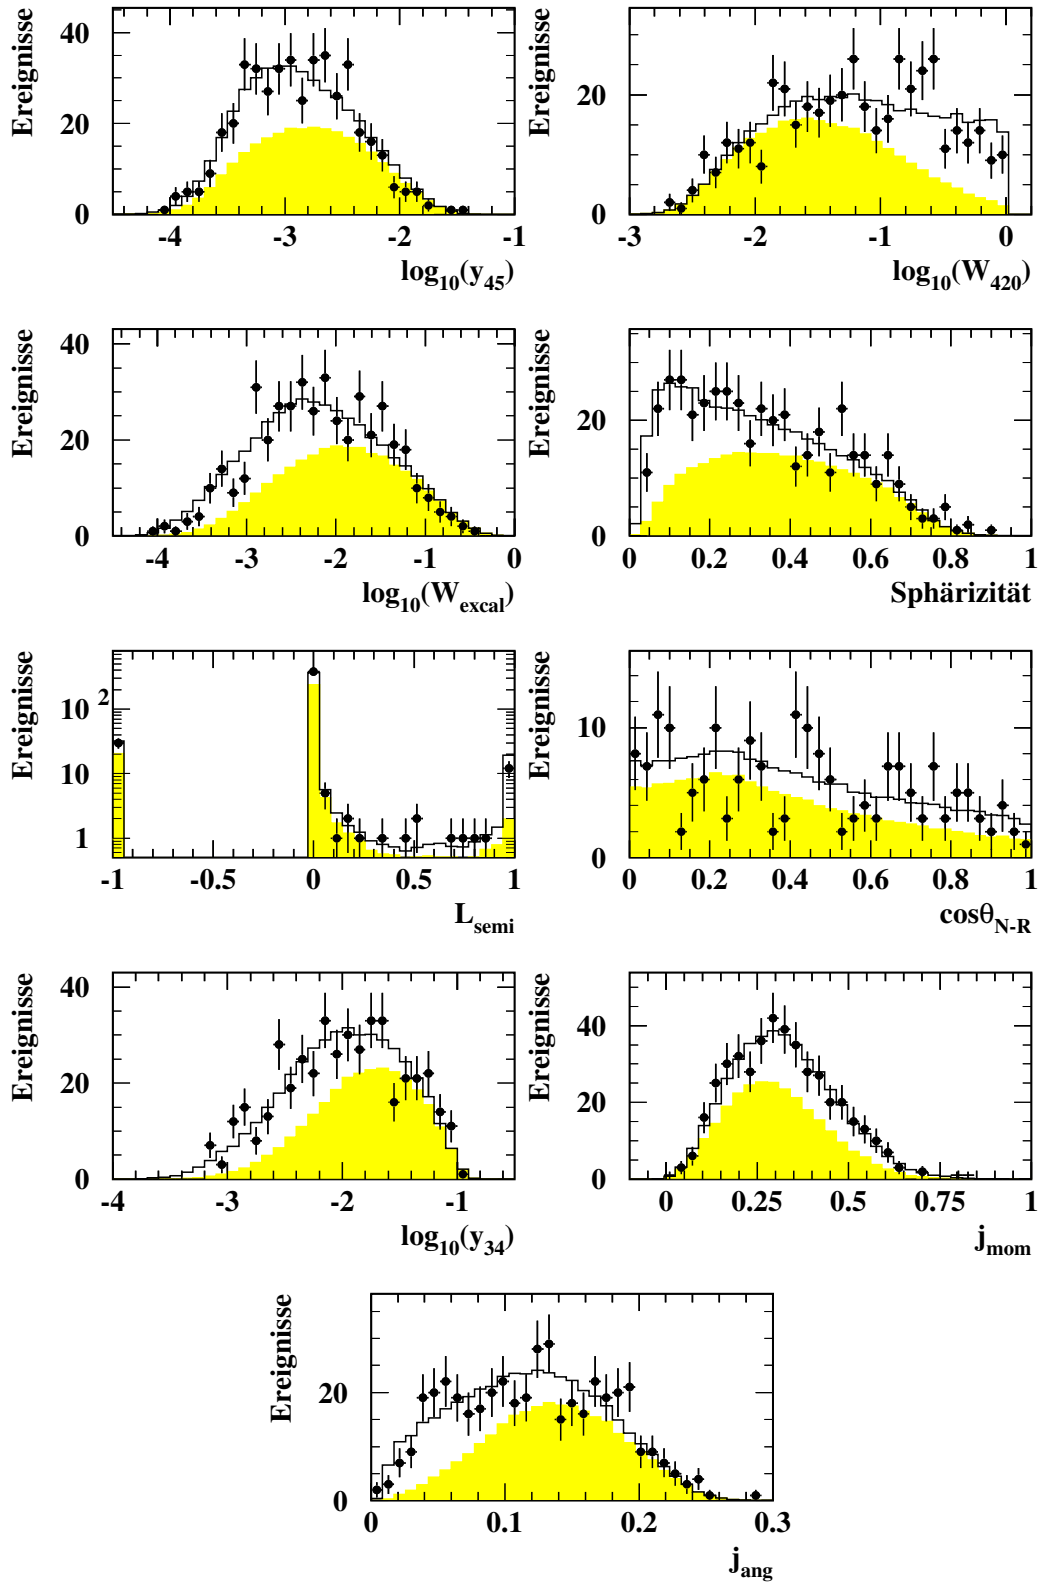 Ereignisse
40
20
0
-4 -3 -2 -1
log10(y45)
Ereignisse
20
0
-3 -2 -1 0
log10(W420)
Ereignisse
40
20
0
-4 -3 -2 -1 0
log10(Wexcal)
Ereignisse
20
0
0 0.2 0.4 0.6 0.8 1
Sphärizität
Ereignisse
10 2
10
1
-1 -0.5 0 0.5 1
Lsemi
Ereignisse
10
0
0 0.2 0.4 0.6 0.8 1
cosθN-R
Ereignisse
40
20
0
-4 -3 -2 -1
log10(y34)
Ereignisse
40
20
0
0 0.25 0.5 0.75 1
jmom
Ereignisse
20
0
0 0.1 0.2 0.3
jang